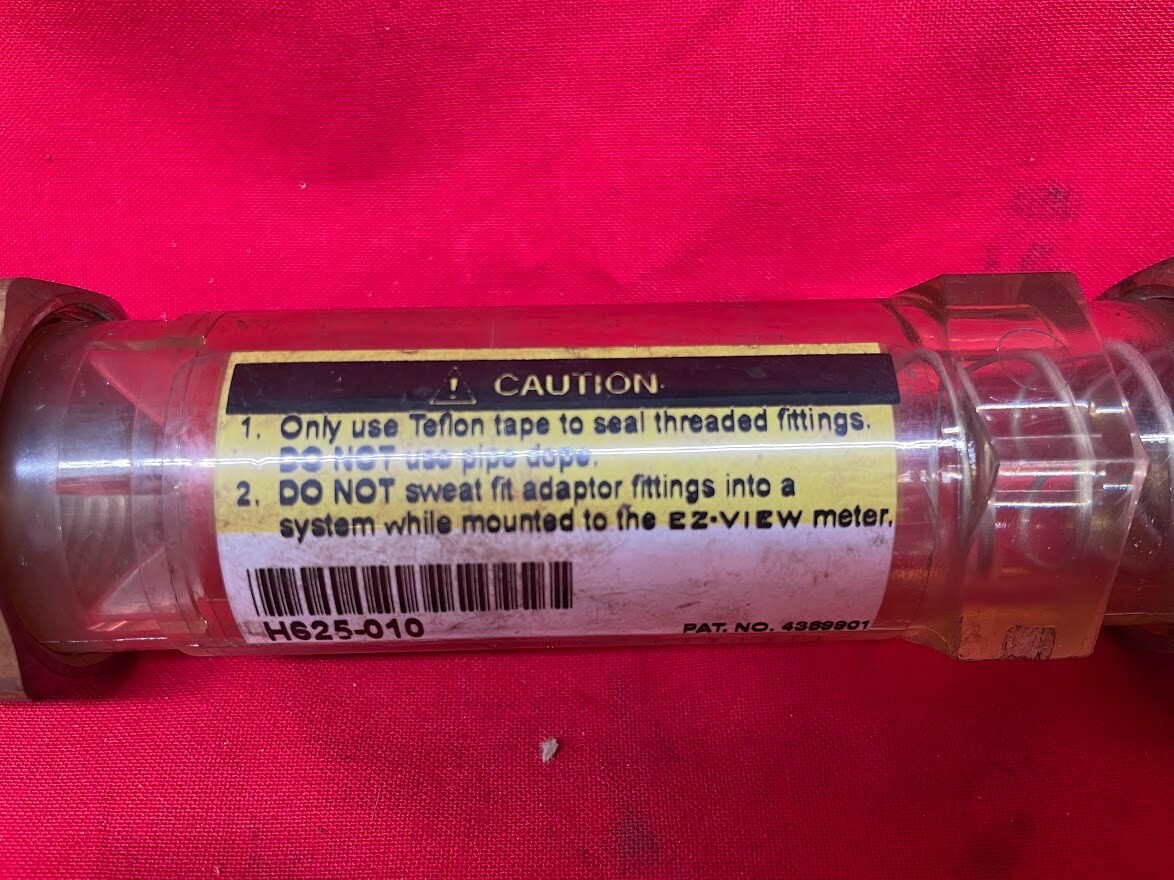 CAUTION
1. Only use Teflon tape to seal threaded fittings.
DO NOT use pipe dope.
2. DO NOT sweat fit adaptor fittings into a
system while mounted to the EZ-VIEW meter.
H625-010
PAT. NO. 4389901